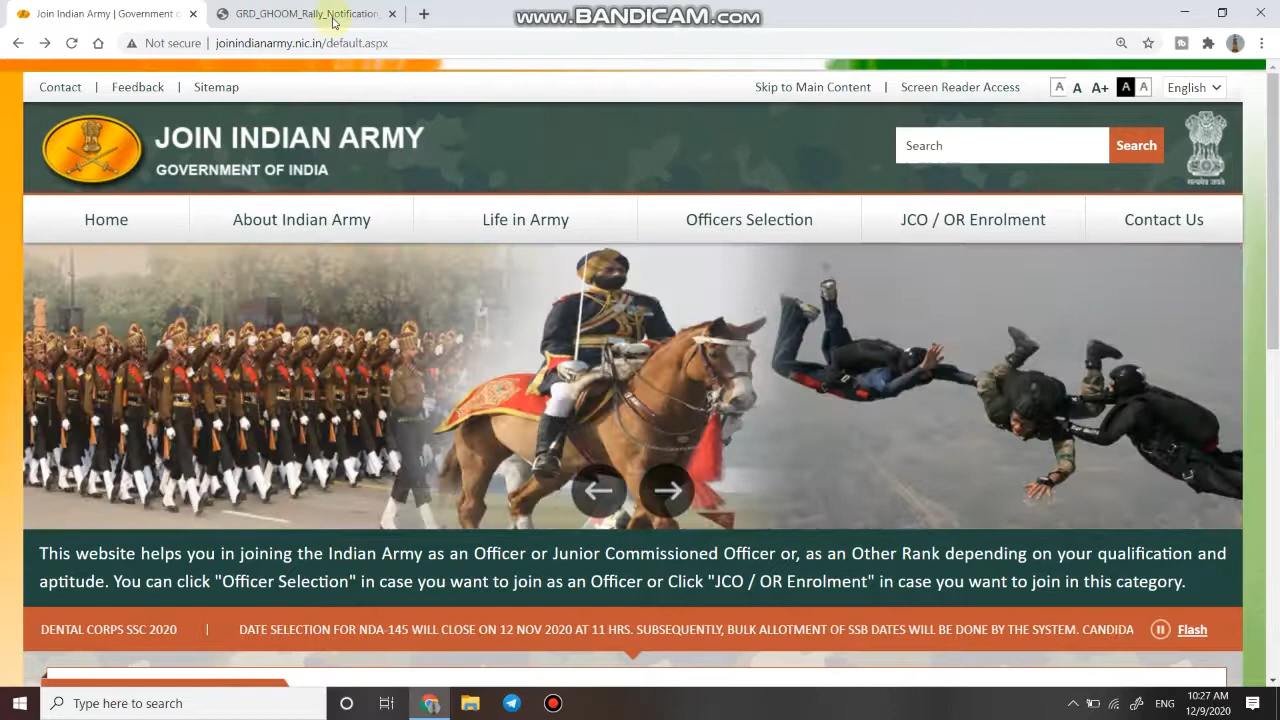 Join Indian Army | Government o
GRD_GHOOM_Rally_Notification
WWW.BANDICAM.COM
Not secure
joinindianarmy.nic.in/default.aspx
Contact | Feedback | Sitemap
Skip to Main Content | Screen Reader Access
A A A+ A A English
JOIN INDIAN ARMY
GOVERNMENT OF INDIA
Search Search
सत्यमेव जयते
Home
About Indian Army
Life in Army
Officers Selection
JCO / OR Enrolment
Contact Us
This website helps you in joining the Indian Army as an Officer or Junior Commissioned Officer or, as an Other Rank depending on your qualification and
aptitude. You can click "Officer Selection" in case you want to join as an Officer or Click "JCO / OR Enrolment" in case you want to join in this category.
DENTAL CORPS SSC 2020 | DATE SELECTION FOR NDA-145 WILL CLOSE ON 12 NOV 2020 AT 11 HRS. SUBSEQUENTLY, BULK ALLOTMENT OF SSB DATES WILL BE DONE BY THE SYSTEM. CANDIDA
Flash
Type here to search
ENG
10:27 AM
12/9/2020